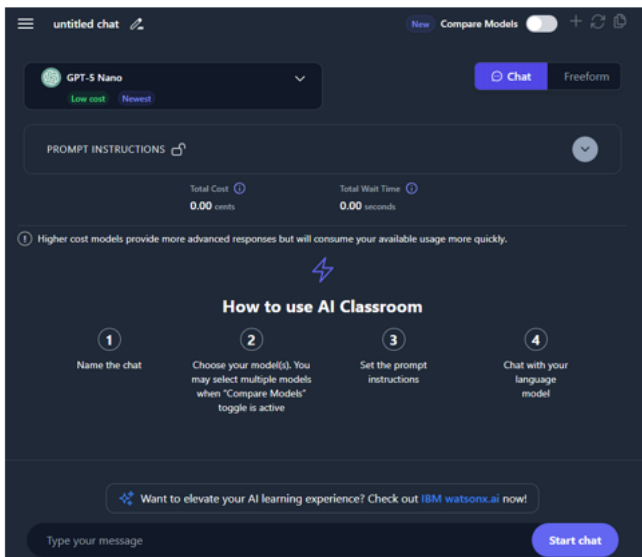 untitled chat
New Compare Models
GPT-5 Nano
Low cost Newest
Chat Freeform
PROMPT INSTRUCTIONS
Total Cost
0.00 cents
Total Wait Time
0.00 seconds
Higher cost models provide more advanced responses but will consume your available usage more quickly.
How to use AI Classroom
1
Name the chat
2
Choose your model(s). You
may select multiple models
when "Compare Models"
toggle is active
3
Set the prompt
instructions
4
Chat with your
language
model
Want to elevate your AI learning experience? Check out IBM watsonx.ai now!
Type your message
Start chat